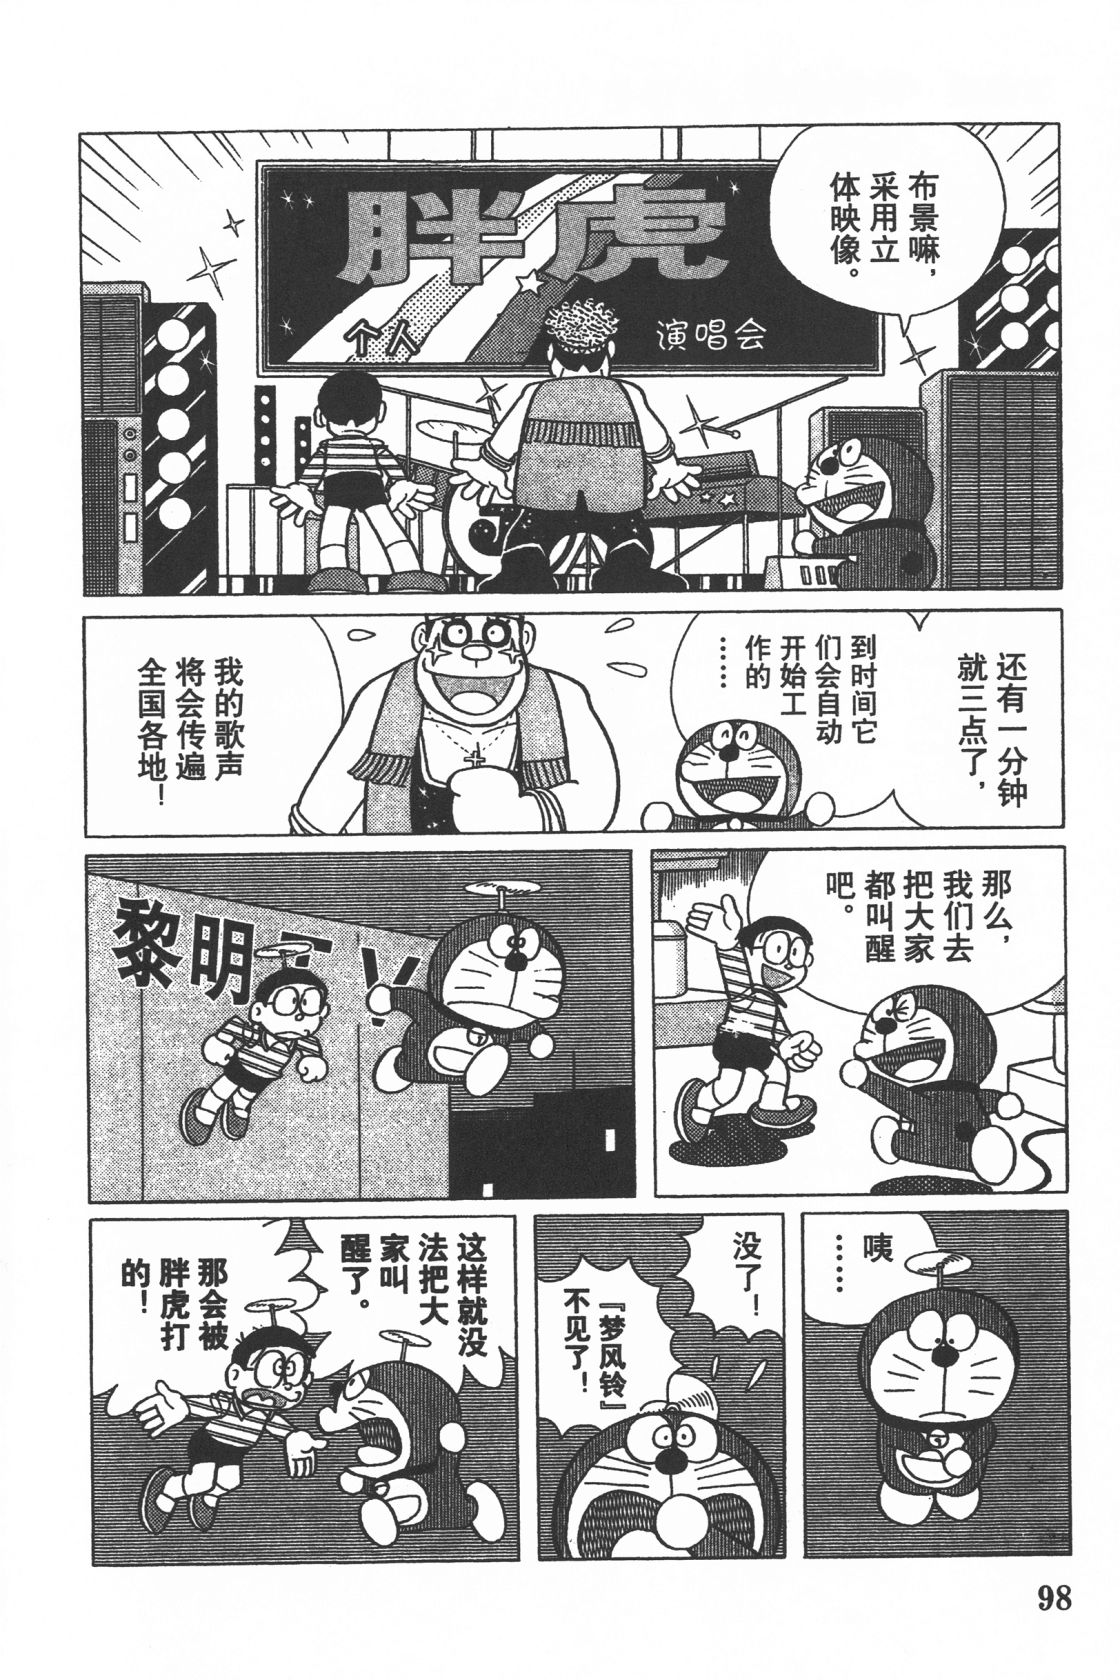 布景嘛，
采用立
体映像。
胖虎
个人
演唱会
还有一分钟
就三点了，
到时间它
们会自动
开始工
作的
……
我的歌声
将会传遍
全国各地！
那么，
我们去
把大家
都叫醒
吧。
黎明TV
咦
……
没了！
『梦风铃』
不见了！
这样就没
法把大
家叫
醒了。
那会被
胖虎打
的！
98